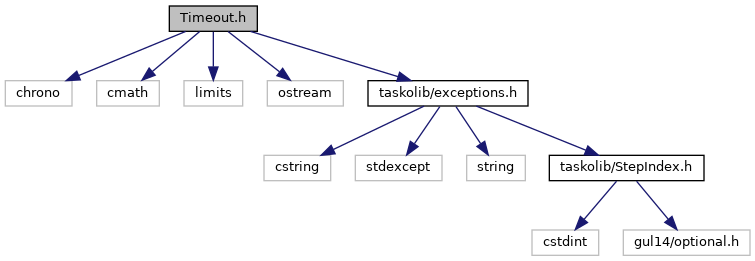 Timeout.h
chrono
cmath
limits
ostream
taskolib/exceptions.h
cstring
stdexcept
string
taskolib/StepIndex.h
cstdint
gul14/optional.h